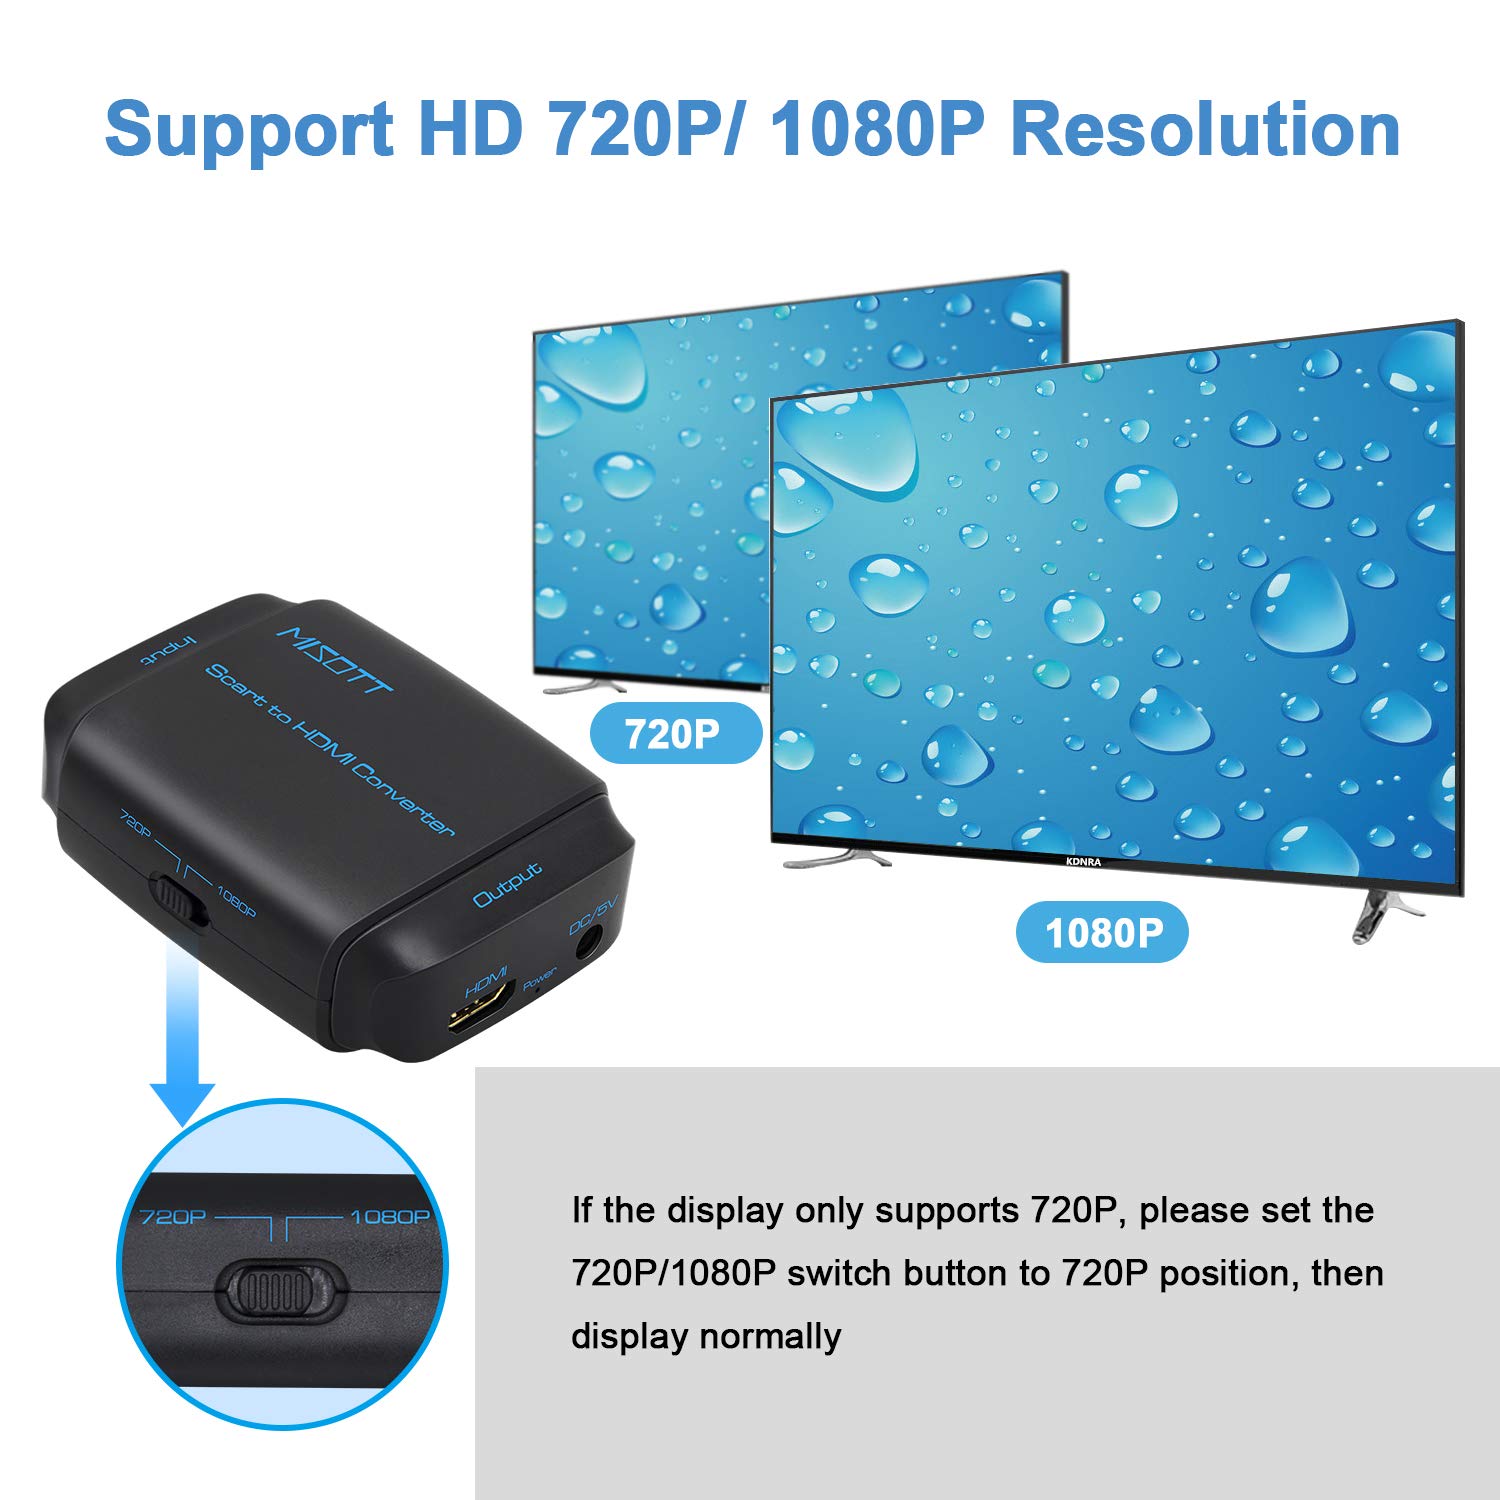 Support HD 720P/ 1080P Resolution
MISOTT
Scart to HDMI Converter
Input
720P
1080P
Output
HDMI
Power
DC/5V
720P
KDNRA
1080P
720P
1080P
If the display only supports 720P, please set the
720P/1080P switch button to 720P position, then
display normally